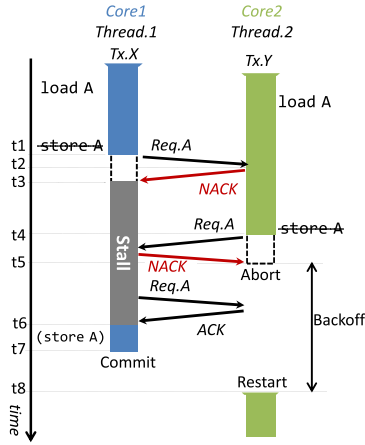 Core1 Core2
Thread.1 Thread.2
Tx.X Tx.Y
load A
load A
t1 store A Req.A
t2
t3 NACK
Req.A store A
t4
Stall
t5 NACK Abort
Req.A
Backoff
t6 ACK
(store A)
t7
Commit
t8 Restart
time